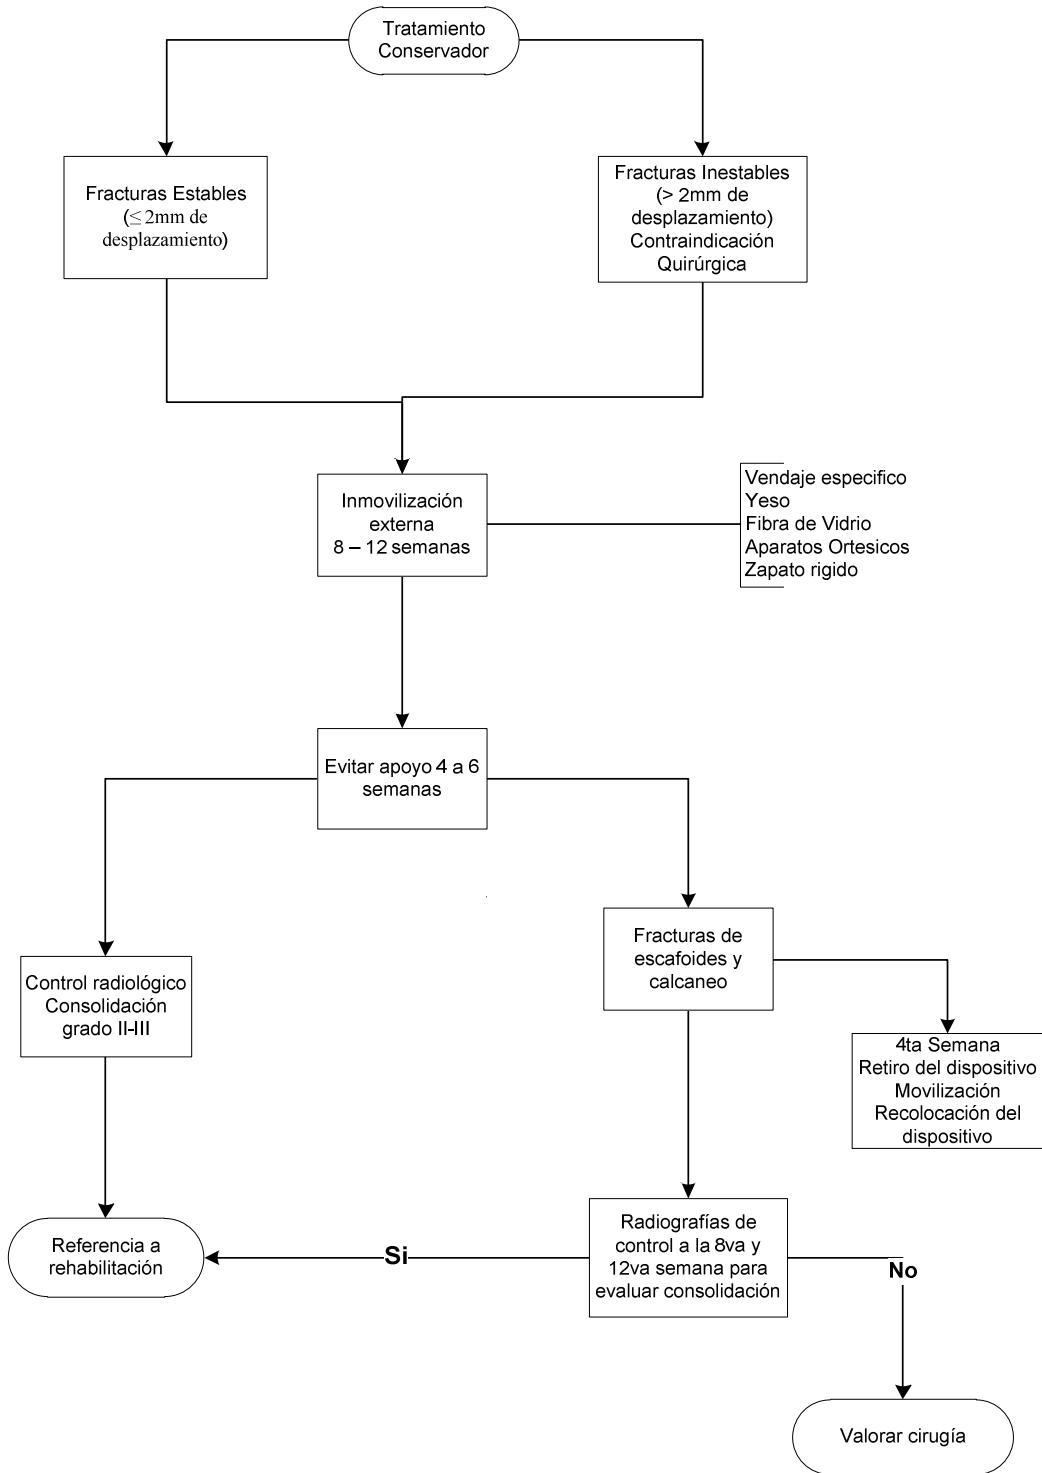 Tratamiento
Conservador
Fracturas Estables
(≤ 2mm de
desplazamiento)
Fracturas Inestables
(> 2mm de
desplazamiento)
Contraindicación
Quirúrgica
Inmovilización
externa
8 – 12 semanas
Vendaje especifico
Yeso
Fibra de Vidrio
Aparatos Ortesicos
Zapato rigido
Evitar apoyo 4 a 6
semanas
Fracturas de
escafoides y
calcaneo
Control radiológico
Consolidación
grado II-III
4ta Semana
Retiro del dispositivo
Movilización
Recolocación del
dispositivo
Radiografías de
control a la 8va y
12va semana para
evaluar consolidación
Referencia a
rehabilitación
Si
No
Valorar cirugía